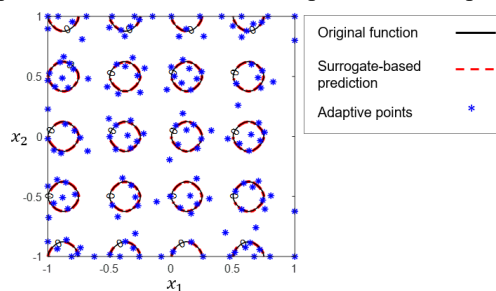 1
0.5
0
-0.5
-1
x₂
-1
-0.5
0
0.5
1
x₁
Original function
Surrogate-based
prediction
Adaptive points